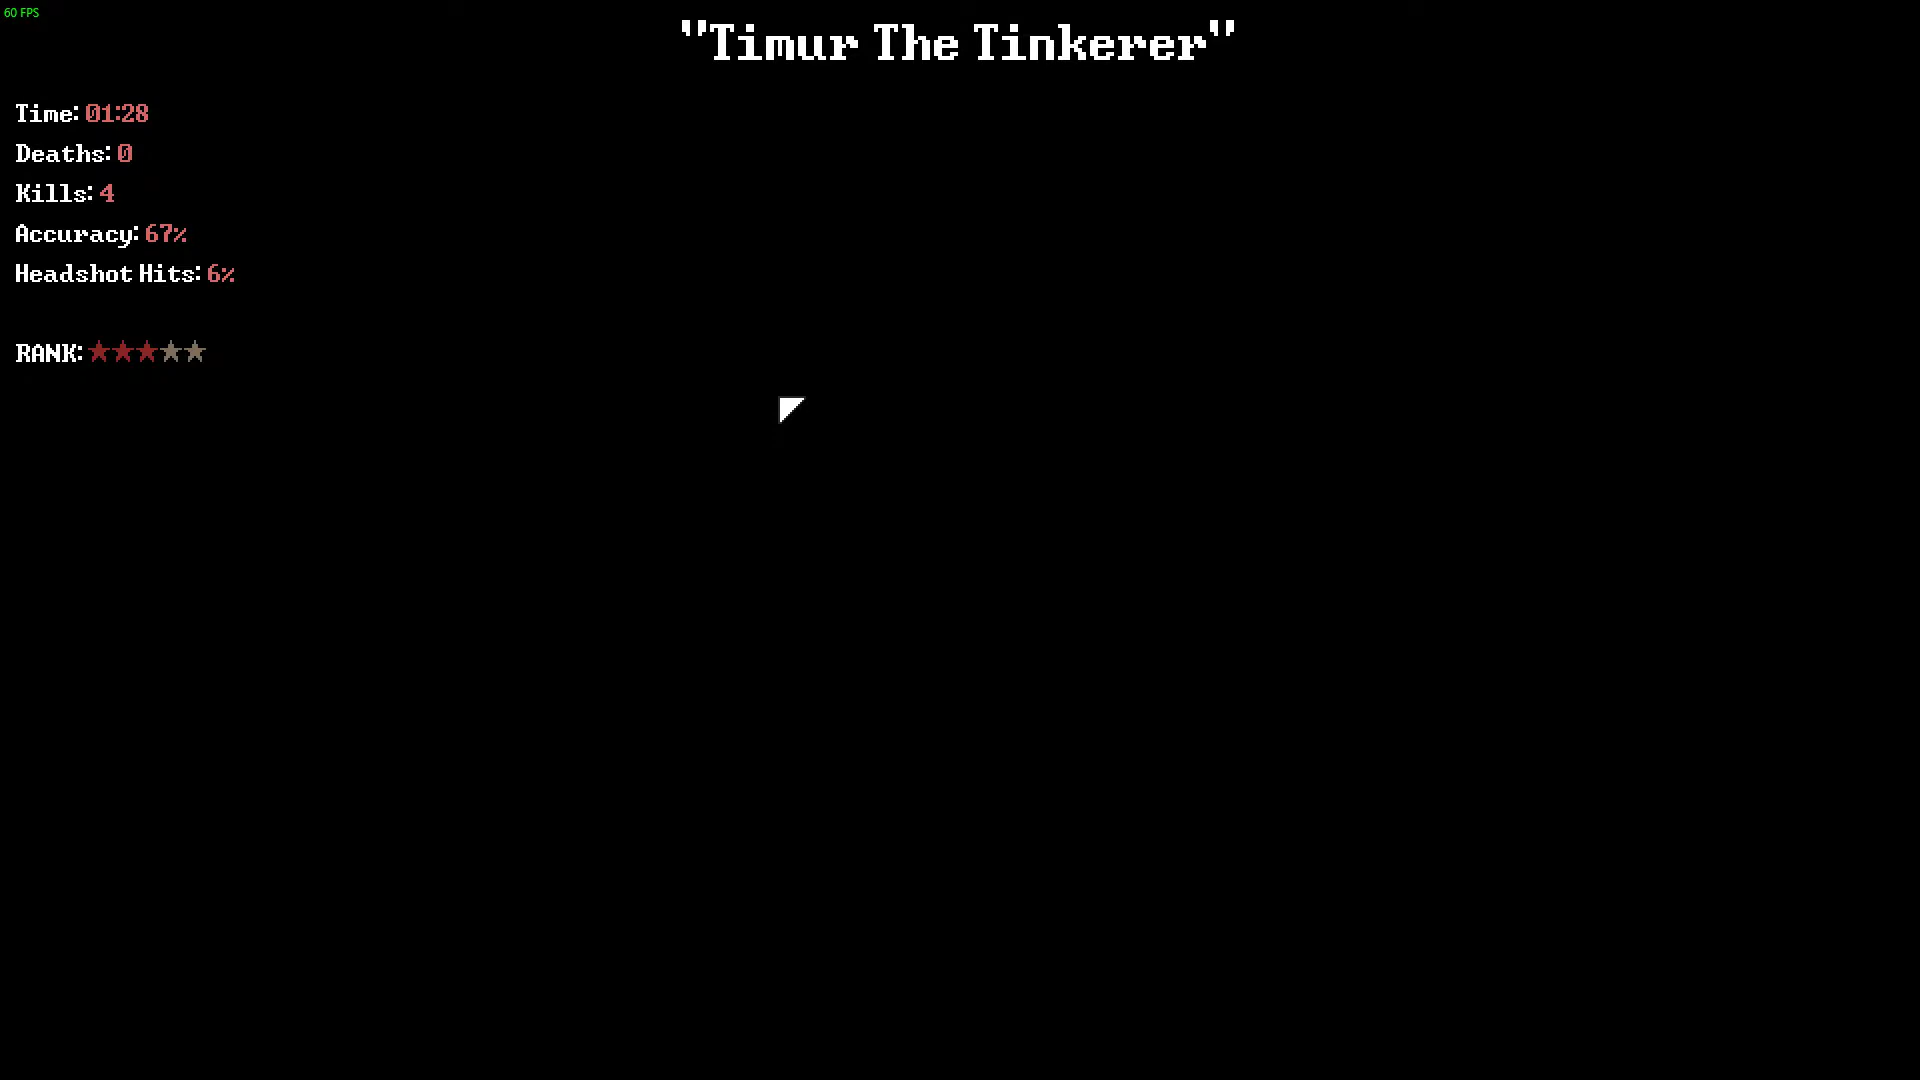 60 FPS
"Timur The Tinkerer"
Time: 01:28
Deaths: 0
Kills: 4
Accuracy: 67%
Headshot Hits: 6%
RANK: ★★★★★